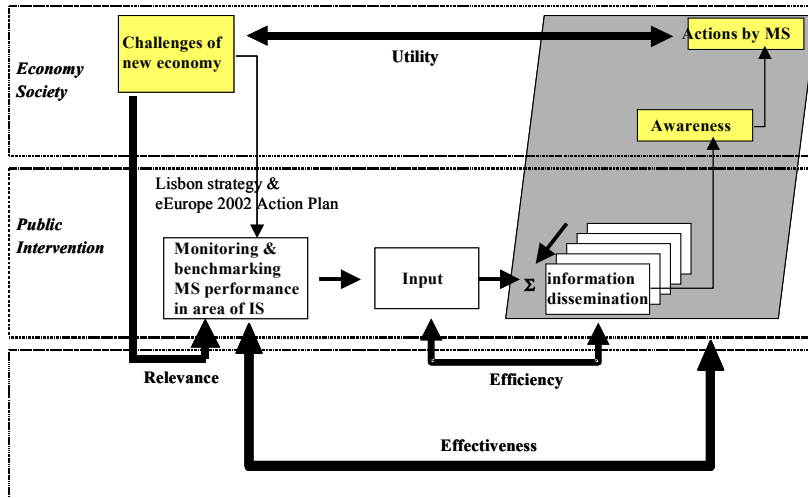 Challenges of
new economy
Actions by MS
Utility
Economy
Society
Awareness
Lisbon strategy &
eEurope 2002 Action Plan
Public
Intervention
Monitoring &
benchmarking
MS performance
in area of IS
Input
Σ
information
dissemination
Relevance
Efficiency
Effectiveness